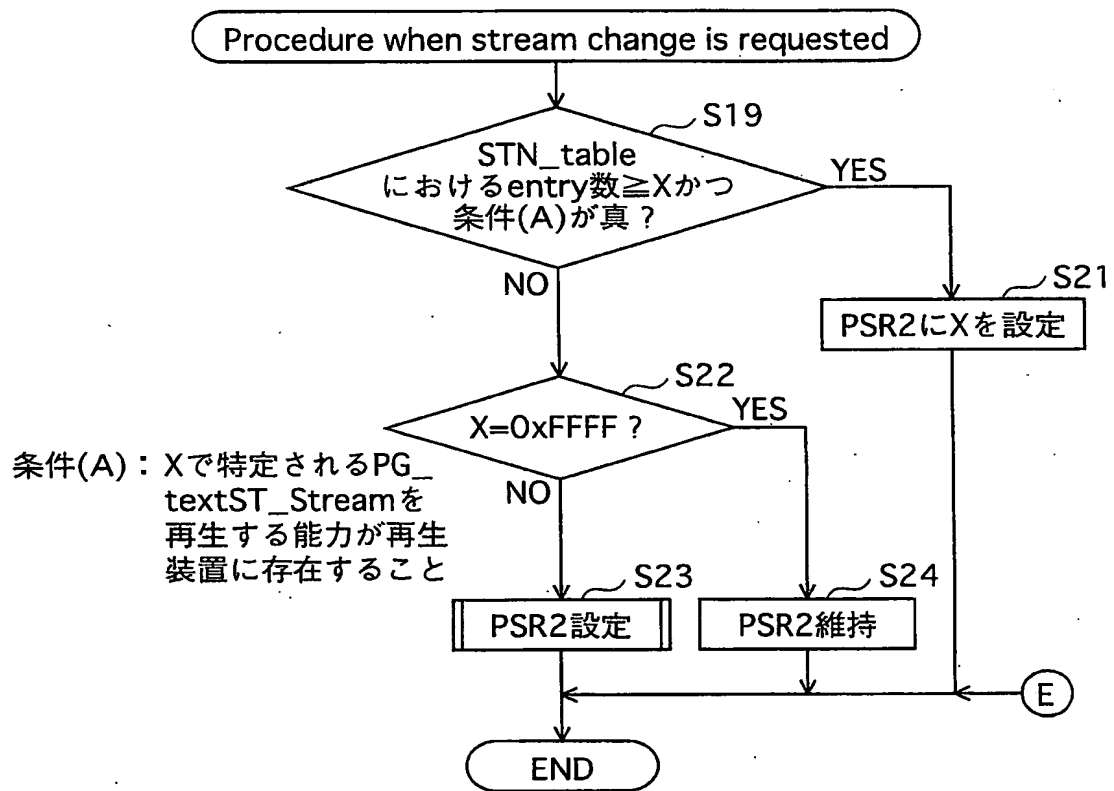 Procedure when stream change is requested
S19
STN_table
におけるentry数≧Xかつ
条件(A)が真?
YES
NO
S21
PSR2にXを設定
S22
X=0xFFFF?
YES
NO
条件(A):Xで特定されるPG_
textST_Streamを
再生する能力が再生
装置に存在すること
S23
PSR2設定
S24
PSR2維持
E
END